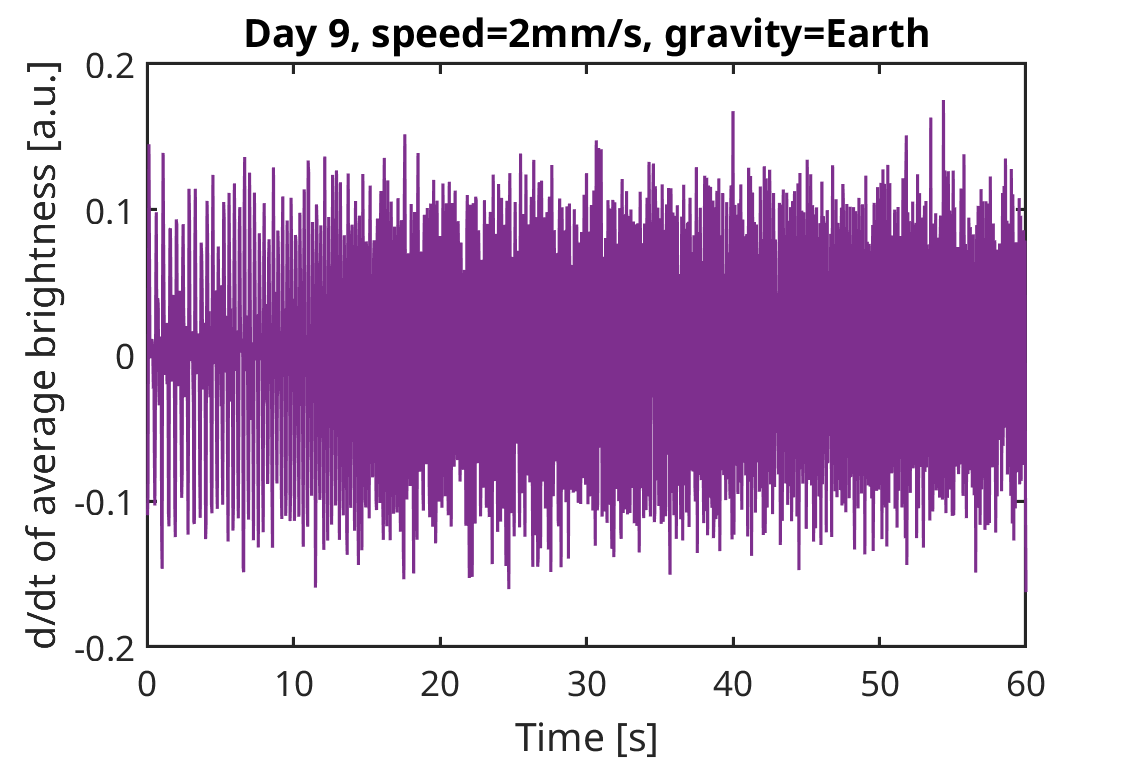 Day 9, speed=2mm/s, gravity=Earth
d/dt of average brightness [a.u.]
0.2
0.1
0
-0.1
-0.2
0 10 20 30 40 50 60
Time [s]